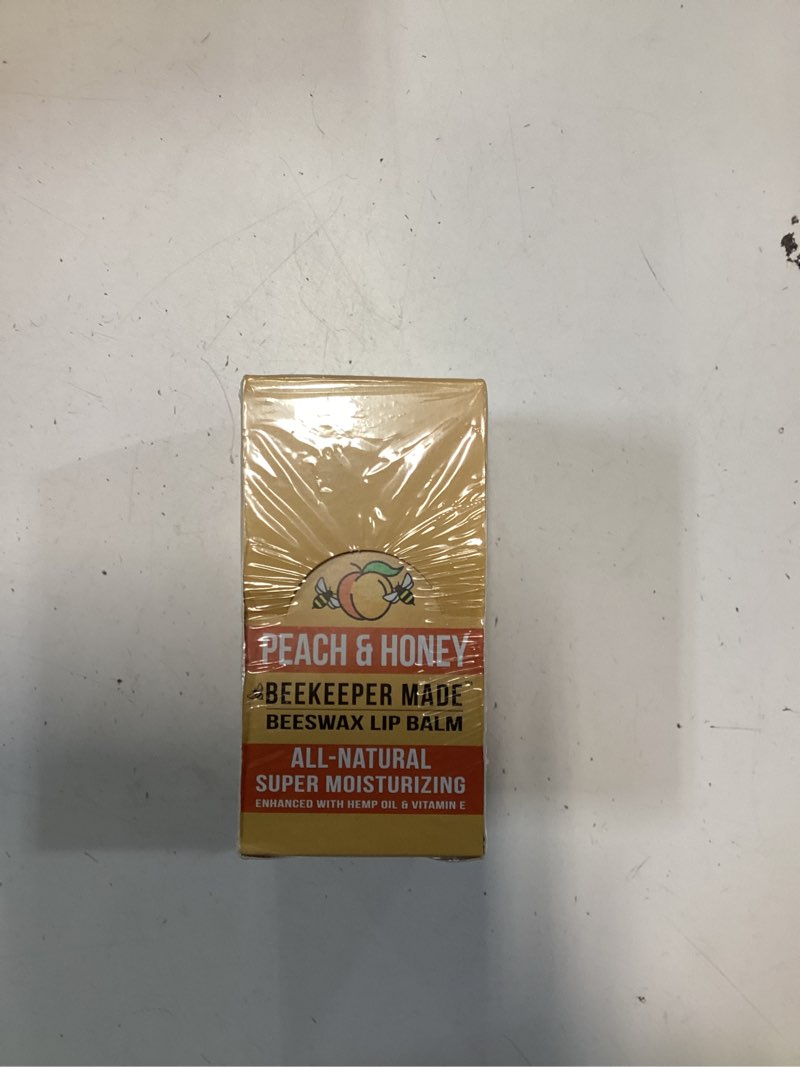 PEACH & HONEY
BEEKEEPER MADE
BEESWAX LIP BALM
ALL-NATURAL
SUPER MOISTURIZING
ENHANCED WITH HEMP OIL & VITAMIN E